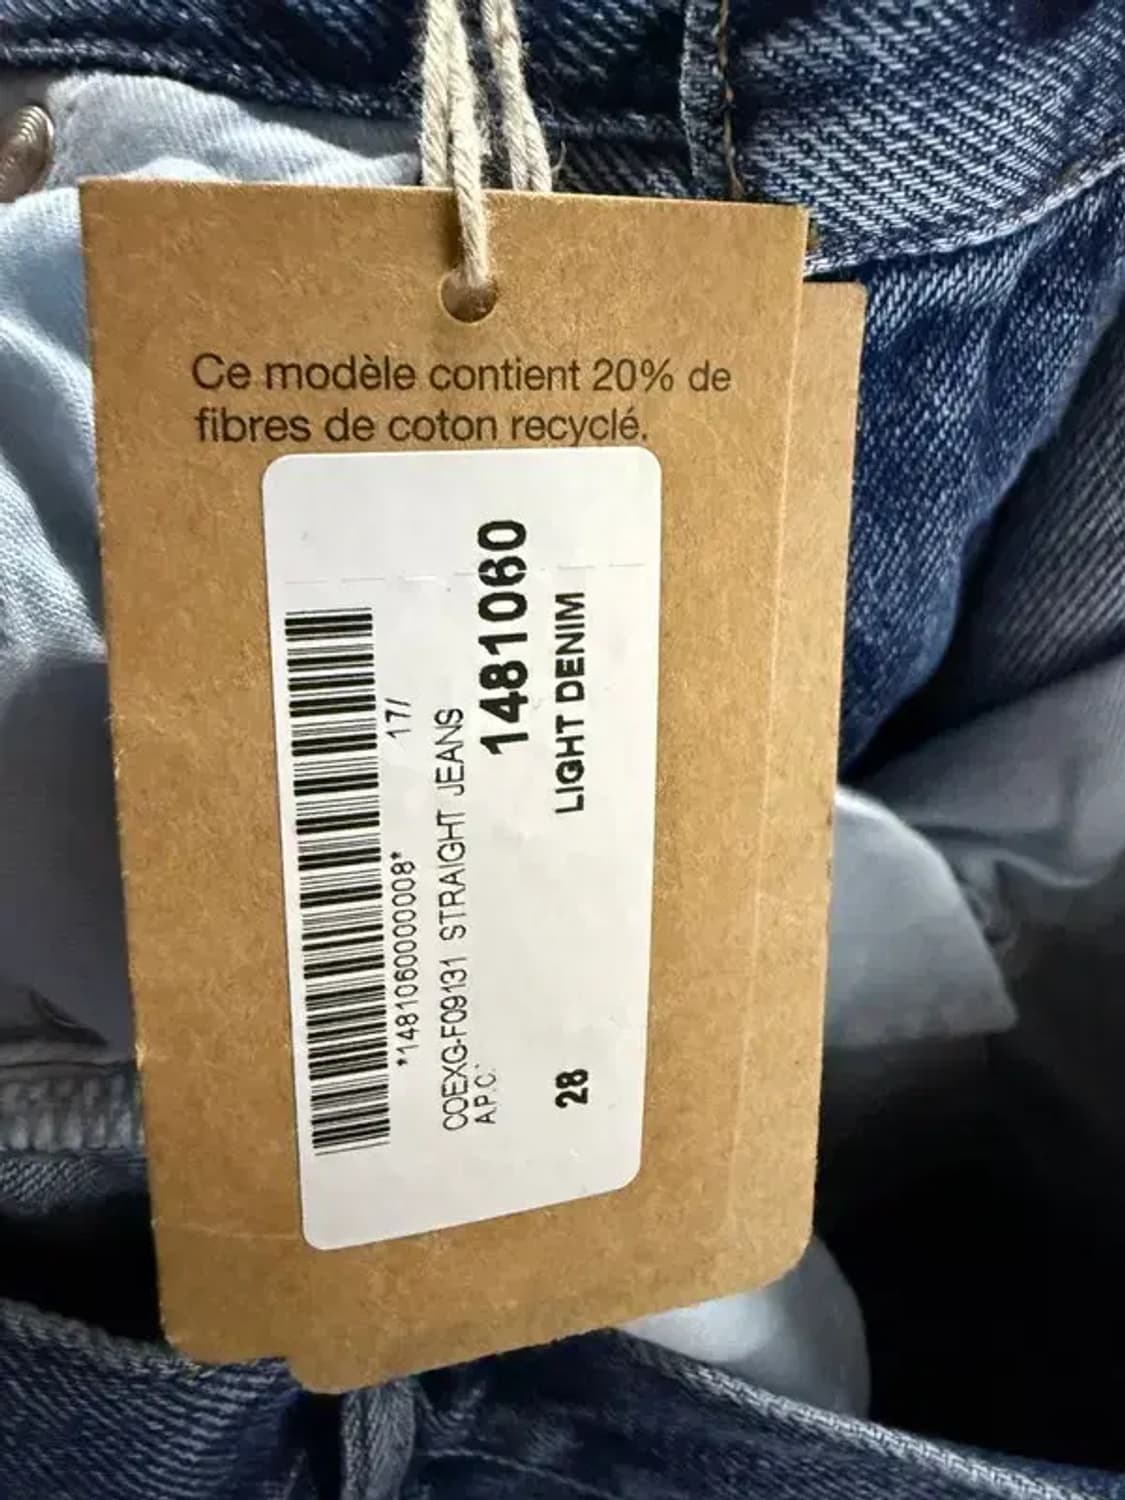 Ce modèle contient 20% de
fibres de coton recyclé.
*1481060000008*
17/
COEXG-F09131 STRAIGHT JEANS
A.P.C.
1481060
28
LIGHT DENIM